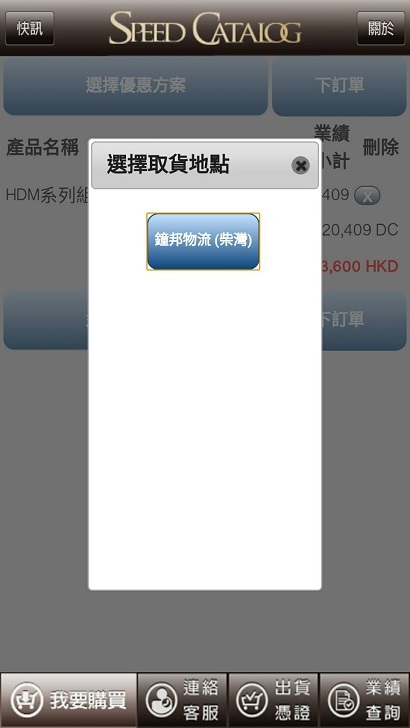 快訊
SPEED CATALOG
關於
選擇優惠方案
下訂單
產品名稱
業績
小計
刪除
HDM系列組
409
X
20,409 DC
選擇取貨地點
鐘邦物流 (柴灣)
3,600 HKD
下訂單
我要購買
連絡
客服
出貨
憑證
業績
查詢